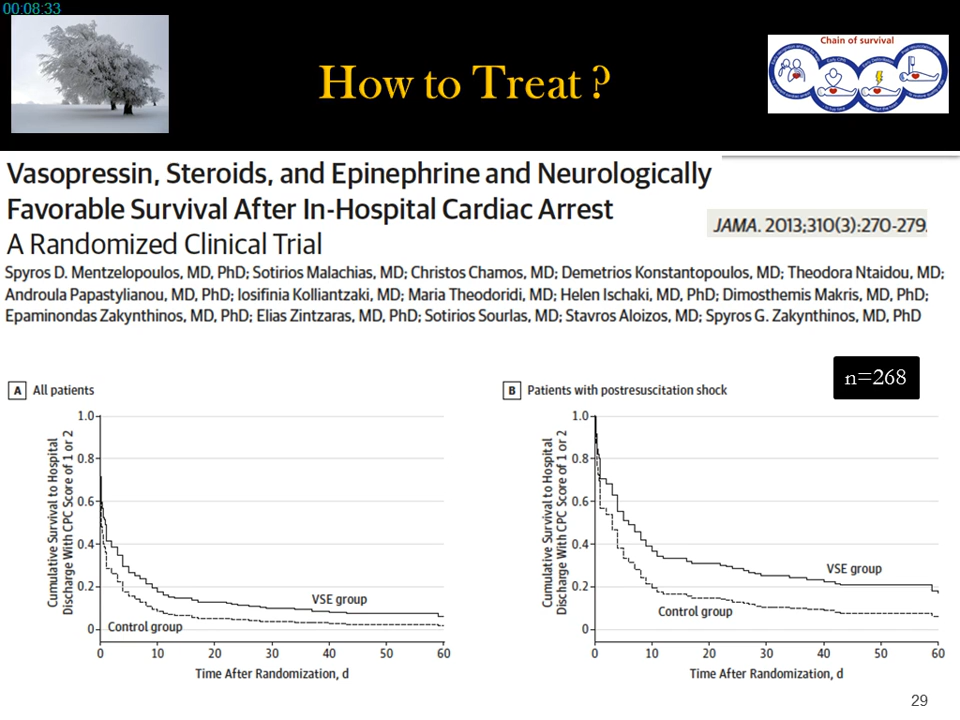 00:08:33
How to Treat ?
Chain of survival
Vasopressin, Steroids, and Epinephrine and Neurologically
Favorable Survival After In-Hospital Cardiac Arrest
A Randomized Clinical Trial
JAMA. 2013;310(3):270-279.
Spyros D. Mentzelopoulos, MD, PhD; Sotirios Malachias, MD; Christos Chamos, MD; Demetrios Konstantopoulos, MD; Theodora Ntaidou, MD;
Androula Papastylianou, MD, PhD; Iosifinia Kolliantzaki, MD; Maria Theodoridi, MD; Helen Ischaki, MD, PhD; Dimosthemis Makris, MD, PhD;
Epaminondas Zakynthinos, MD, PhD; Elias Zintzaras, MD, PhD; Sotirios Sourlas, MD; Stavros Aloizos, MD; Spyros G. Zakynthinos, MD, PhD
n=268
A All patients
Cumulative Survival to Hospital
Discharge With CPC Score of 1 or 2
1.0
0.8
0.6
0.4
0.2
0
VSE group
Control group
0 10 20 30 40 50 60
Time After Randomization, d
B Patients with postresuscitation shock
Cumulative Survival to Hospital
Discharge With CPC Score of 1 or 2
1.0
0.8
0.6
0.4
0.2
0
VSE group
Control group
0 10 20 30 40 50 60
Time After Randomization, d
29